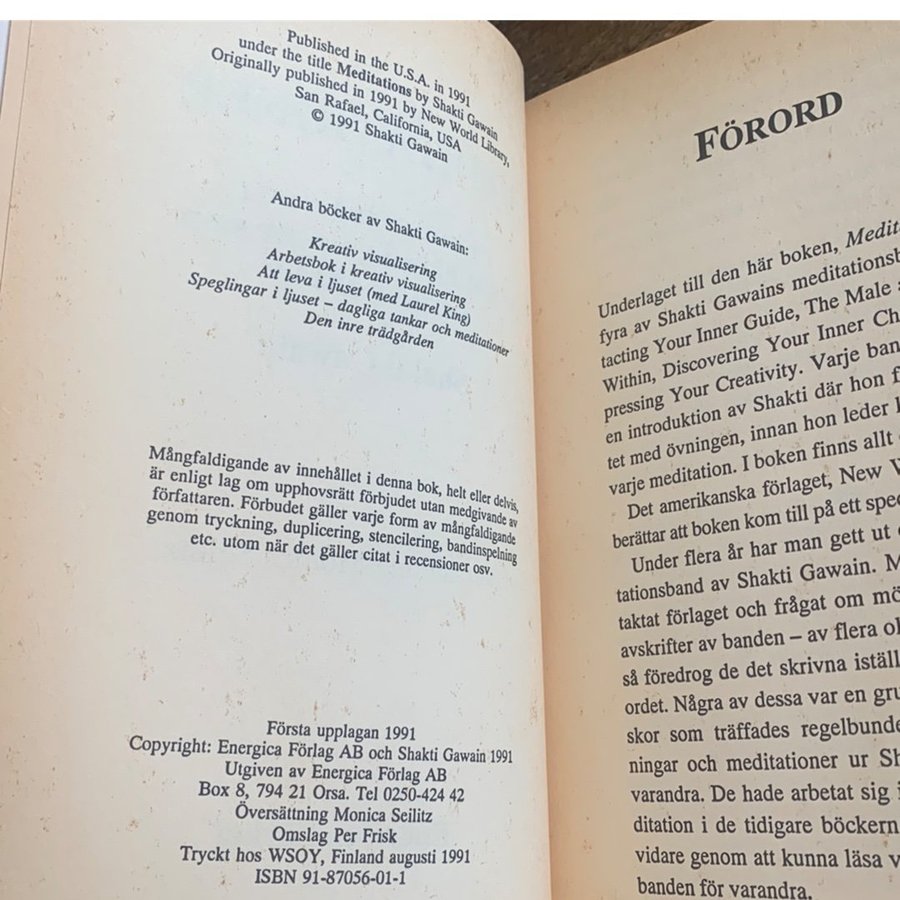 Published in the U.S.A. in 1991
under the title Meditations by Shakti Gawain
Originally published in 1991 by New World Library,
San Rafael, California, USA
© 1991 Shakti Gawain
Andra böcker av Shakti Gawain:
Kreativ visualisering
Arbetsbok i kreativ visualisering
Att leva i ljuset (med Laurel King)
Speglingar i ljuset – dagliga tankar och meditationer
Den inre trädgården
Mångfaldigande av innehållet i denna bok, helt eller delvis,
är enligt lag om upphovsrätt förbjudet utan medgivande av
författaren. Förbudet gäller varje form av mångfaldigande
genom tryckning, duplicering, stencilering, bandinspelning
etc. utom när det gäller citat i recensioner osv.
Första upplagan 1991
Copyright: Energica Förlag AB och Shakti Gawain 1991
Utgiven av Energica Förlag AB
Box 8, 794 21 Orsa. Tel 0250-424 42
Översättning Monica Seilitz
Omslag Per Frisk
Tryckt hos WSOY, Finland augusti 1991
ISBN 91-87056-01-1
FÖRORD
Underlaget till den här boken, Medit
fyra av Shakti Gawains meditationsb
tacting Your Inner Guide, The Male a
Within, Discovering Your Inner Ch
pressing Your Creativity. Varje ban
en introduktion av Shakti där hon f
tet med övningen, innan hon leder
varje meditation. I boken finns allt
Det amerikanska förlaget, New W
berättar att boken kom till på ett spec
Under flera år har man gett ut
tationsband av Shakti Gawain. M
taktat förlaget och frågat om mö
avskrifter av banden – av flera ol
så föredrog de det skrivna iställ
ordet. Några av dessa var en gru
skor som träffades regelbunde
ningar och meditationer ur Sh
varandra. De hade arbetat sig i
ditation i de tidigare böckern
vidare genom att kunna läsa v
banden för varandra.